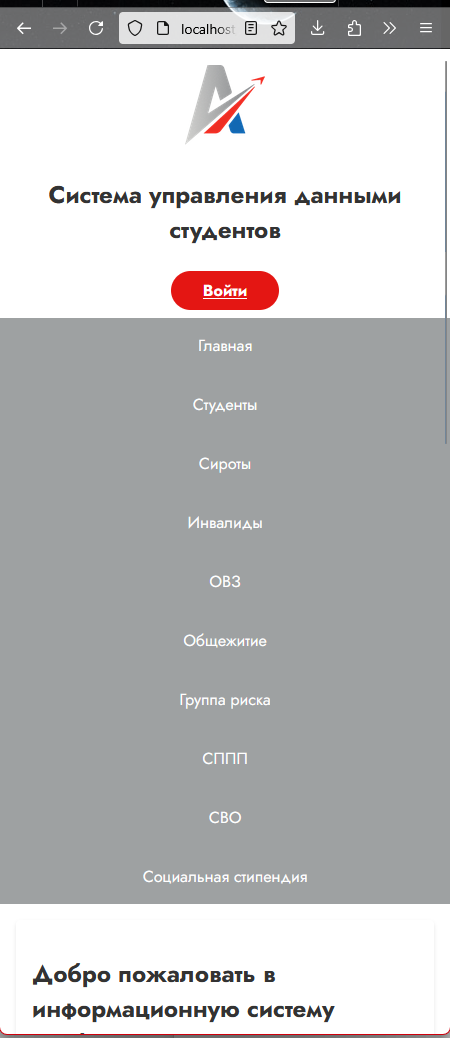 localhost
Система управления данными
студентов
Войти
Главная
Студенты
Сироты
Инвалиды
ОВЗ
Общежитие
Группа риска
СППП
СВО
Социальная стипендия
Добро пожаловать в
информационную систему